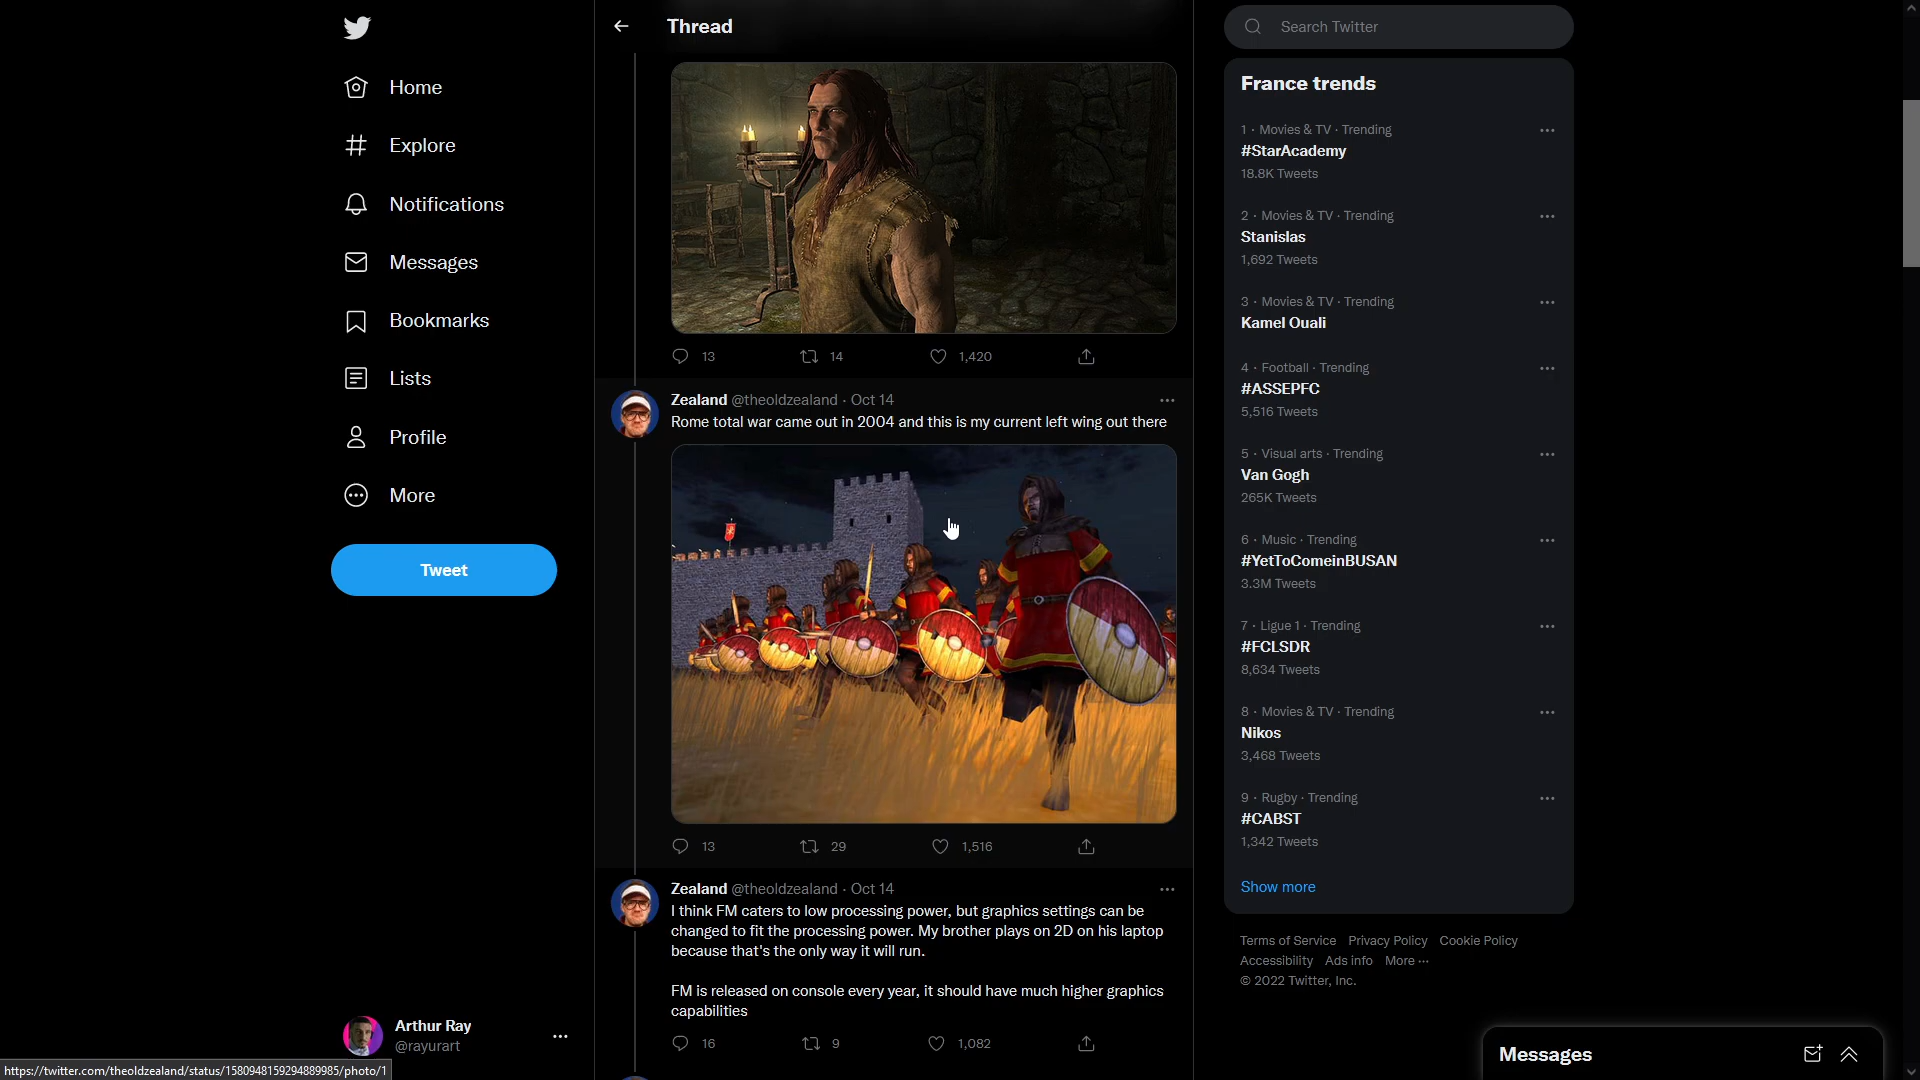 Home
Explore
Notifications
Messages
Bookmarks
Lists
Profile
More
Tweet
Arthur Ray
@rayurart
https://twitter.com/theoldzealand/status/1580948159294889985/photo/1
Thread
13 14 1,420
Zealand @theoldzealand · Oct 14
Rome total war came out in 2004 and this is my current left wing out there
13 29 1,516
Zealand @theoldzealand · Oct 14
I think FM caters to low processing power, but graphics settings can be
changed to fit the processing power. My brother plays on 2D on his laptop
because that's the only way it will run.
FM is released on console every year, it should have much higher graphics
capabilities
16 9 1,082
Search Twitter
France trends
1 · Movies & TV · Trending
#StarAcademy
18.8K Tweets
2 · Movies & TV · Trending
Stanislas
1,692 Tweets
3 · Movies & TV · Trending
Kamel Ouali
4 · Football · Trending
#ASSEPFC
5,516 Tweets
5 · Visual arts · Trending
Van Gogh
265K Tweets
6 · Music · Trending
#YetToComeinBUSAN
3.3M Tweets
7 · Ligue 1 · Trending
#FCLSDR
8,634 Tweets
8 · Movies & TV · Trending
Nikos
3,468 Tweets
9 · Rugby · Trending
#CABST
1,342 Tweets
Show more
Terms of Service Privacy Policy Cookie Policy
Accessibility Ads info More ···
© 2022 Twitter, Inc.
Messages